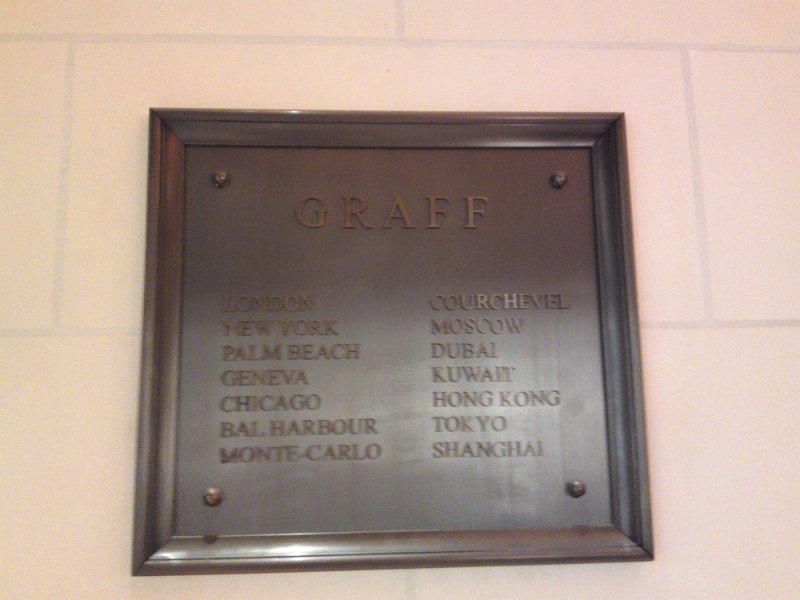 GRAFF
LONDON
NEW YORK
PALM BEACH
GENEVA
CHICAGO
BAL HARBOUR
MONTE-CARLO
COURCHEVEL
MOSCOW
DUBAI
KUWAIT
HONG KONG
TOKYO
SHANGHAI